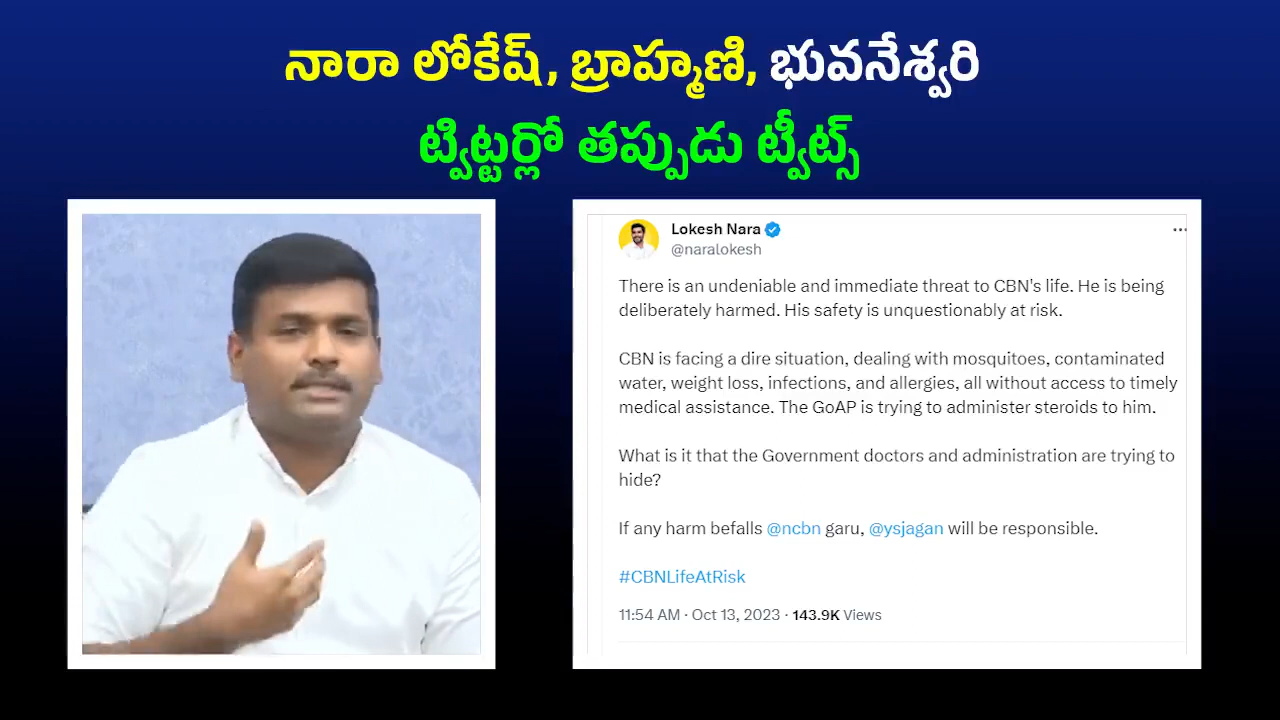 నారా లోకేష్, బ్రాహ్మణి, భువనేశ్వరి
ట్విట్టర్లో తప్పుడు ట్వీట్స్
Lokesh Nara
@naralokesh
There is an undeniable and immediate threat to CBN's life. He is being
deliberately harmed. His safety is unquestionably at risk.
CBN is facing a dire situation, dealing with mosquitoes, contaminated
water, weight loss, infections, and allergies, all without access to timely
medical assistance. The GoAP is trying to administer steroids to him.
What is it that the Government doctors and administration are trying to
hide?
If any harm befalls @ncbn garu, @ysjagan will be responsible.
#CBNLifeAtRisk
11:54 AM · Oct 13, 2023 · 143.9K Views